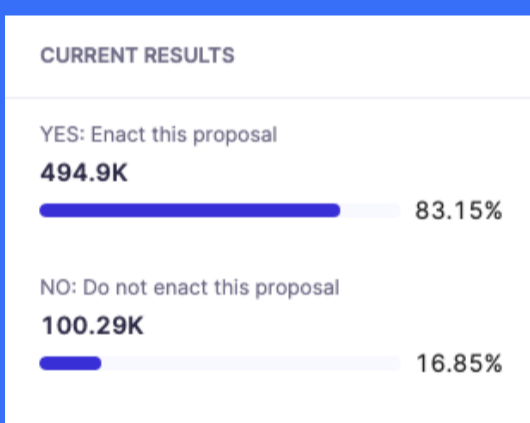 CURRENT RESULTS
YES: Enact this proposal
494.9K
83.15%
NO: Do not enact this proposal
100.29K
16.85%